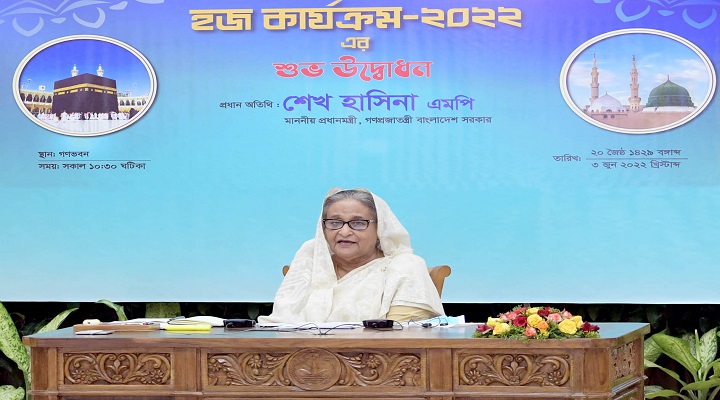 হজ কার্যক্রম-২০২২
এর
শুভ উদ্বোধন
প্রধান অতিথি : শেখ হাসিনা এমপি
মাননীয় প্রধানমন্ত্রী, গণপ্রজাতন্ত্রী বাংলাদেশ সরকার
স্থান: গণভবন
সময়: সকাল ১০:৩০ ঘটিকা
তারিখ: ২০ জ্যৈষ্ঠ ১৪২৯ বঙ্গাব্দ
৩ জুন ২০২২ খ্রিস্টাব্দ